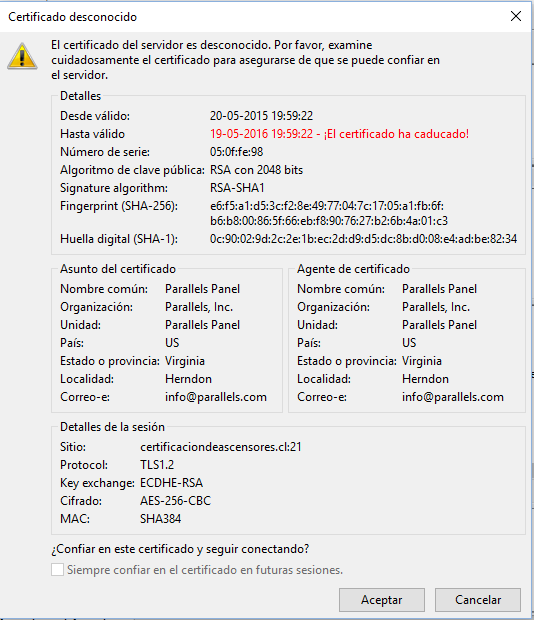 Certificado desconocido
El certificado del servidor es desconocido. Por favor, examine
cuidadosamente el certificado para asegurarse de que se puede confiar en
el servidor.
Detalles
Desde válido: 20-05-2015 19:59:22
Hasta válido 19-05-2016 19:59:22 - ¡El certificado ha caducado!
Número de serie: 05:0f:fe:98
Algoritmo de clave pública: RSA con 2048 bits
Signature algorithm: RSA-SHA1
Fingerprint (SHA-256): e6:f5:a1:d5:3c:f2:8e:49:77:04:7c:17:05:a1:fb:6f:
b6:b8:00:86:5f:66:eb:f8:90:76:27:b2:6b:4a:01:c3
Huella digital (SHA-1): 0c:90:02:9d:2c:2e:1b:ec:2d:d9:d5:dc:8b:d0:08:e4:ad:be:82:34
Asunto del certificado
Nombre común: Parallels Panel
Organización: Parallels, Inc.
Unidad: Parallels Panel
País: US
Estado o provincia: Virginia
Localidad: Herndon
Correo-e: info@parallels.com
Agente de certificado
Nombre común: Parallels Panel
Organización: Parallels, Inc.
Unidad: Parallels Panel
País: US
Estado o provincia: Virginia
Localidad: Herndon
Correo-e: info@parallels.com
Detalles de la sesión
Sitio: certificaciondeascensores.cl:21
Protocol: TLS1.2
Key exchange: ECDHE-RSA
Cifrado: AES-256-CBC
MAC: SHA384
¿Confiar en este certificado y seguir conectando?
Siempre confiar en el certificado en futuras sesiones.
Aceptar Cancelar